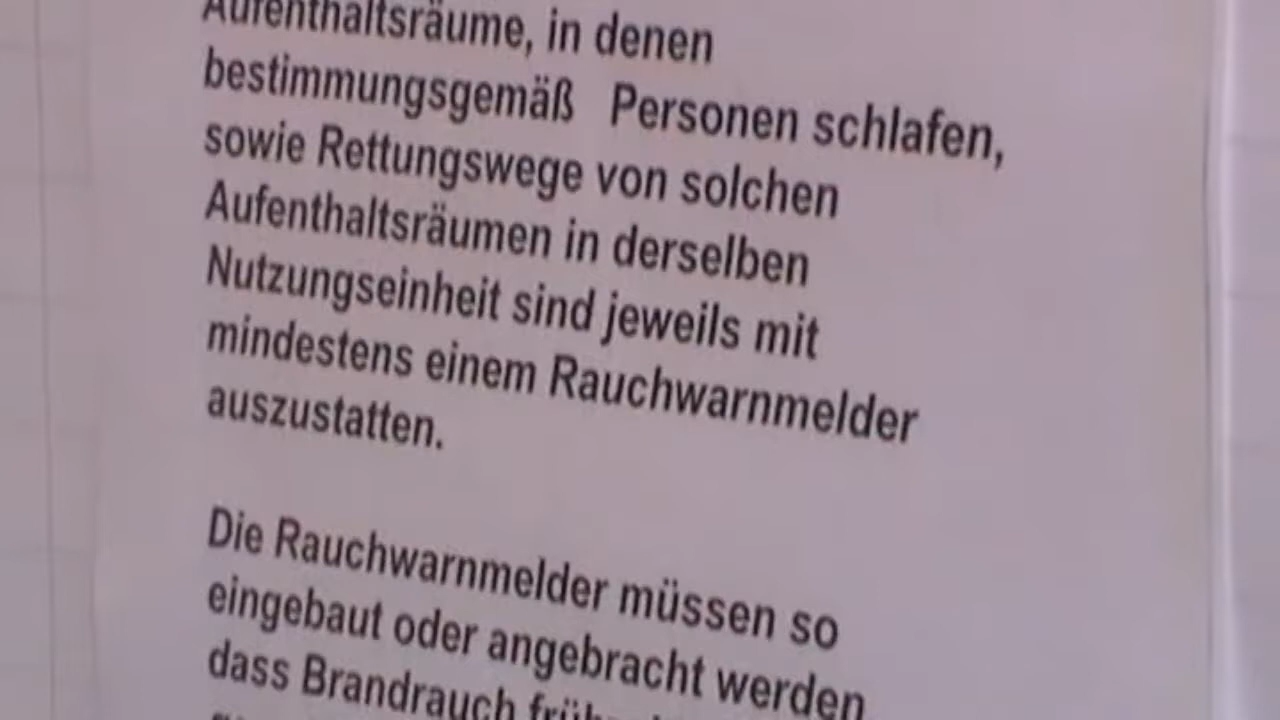 Aufenthaltsräume, in denen
bestimmungsgemäß Personen schlafen,
sowie Rettungswege von solchen
Aufenthaltsräumen in derselben
Nutzungseinheit sind jeweils mit
mindestens einem Rauchwarnmelder
auszustatten.
Die Rauchwarnmelder müssen so
eingebaut oder angebracht werden
dass Brandrauch